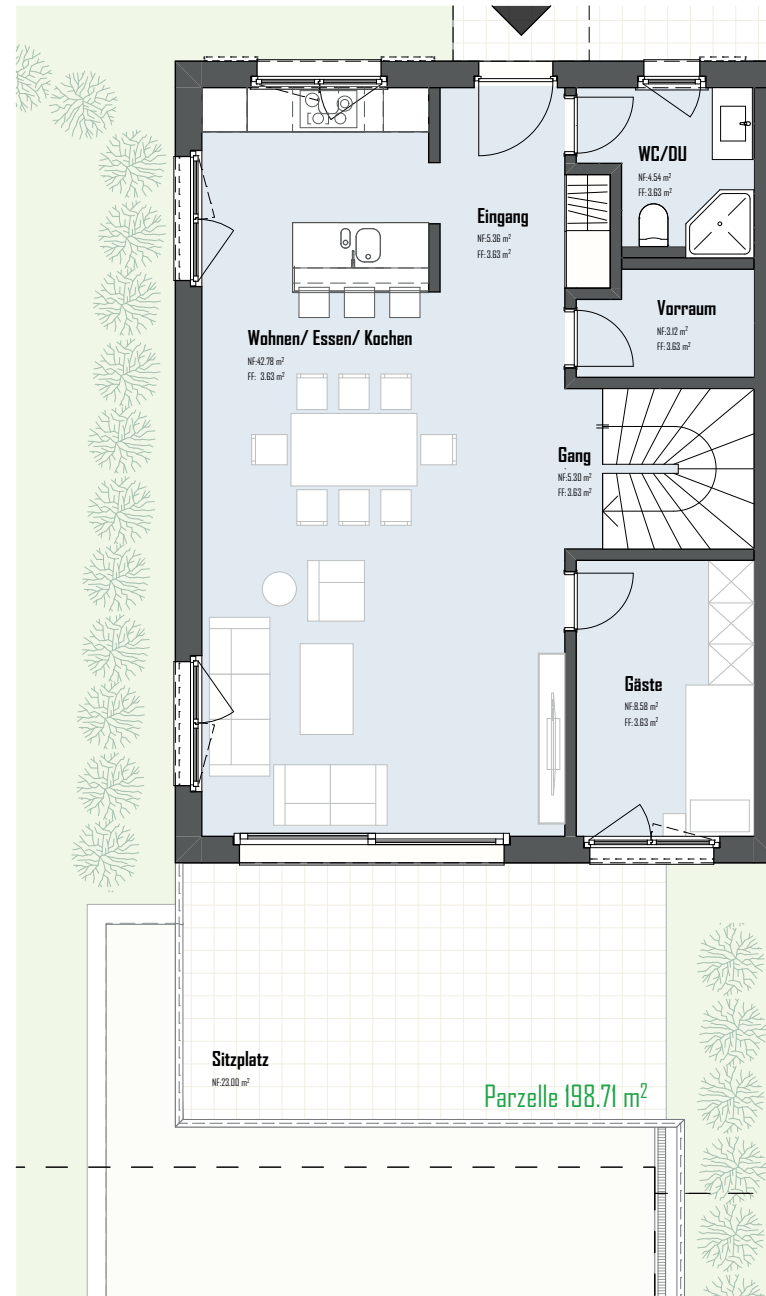 WC/DU
NF:4.54 m²
FF: 3.63 m²
Eingang
NF:5.36 m²
FF: 3.63 m²
Vorraum
NF:3.12 m²
FF: 3.63 m²
Wohnen/ Essen/ Kochen
NF:42.78 m²
FF: 3.63 m²
Gang
NF:5.30 m²
FF: 3.63 m²
Gäste
NF:8.58 m²
FF: 3.63 m²
Sitzplatz
NF:23.00 m²
Parzelle 198.71 m²